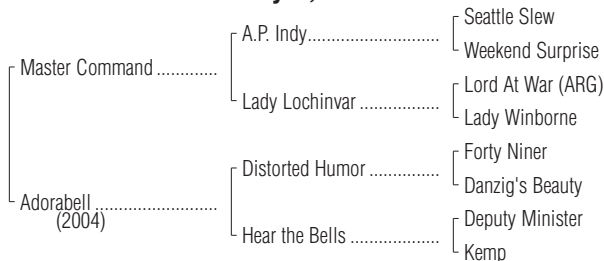 Seattle Slew
A.P. Indy
Weekend Surprise
Master Command
Lord At War (ARG)
Lady Lochinvar
Lady Winborne
Forty Niner
Distorted Humor
Danzig's Beauty
Adorabell
(2004)
Deputy Minister
Hear the Bells
Kemp